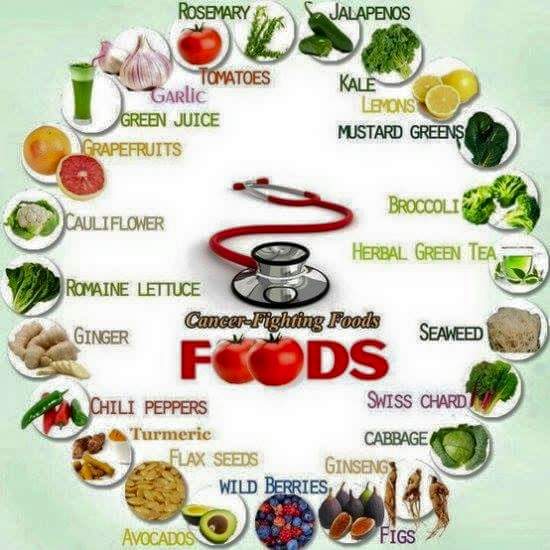 ROSEMARY
JALAPENOS
TOMATOES
KALE
GARLIC
LEMONS
GREEN JUICE
MUSTARD GREENS
GRAPEFRUITS
BROCCOLI
CAULIFLOWER
HERBAL GREEN TEA
ROMAINE LETTUCE
Cancer-Fighting Foods
FOODS
SEAWEED
GINGER
SWISS CHARD
CHILI PEPPERS
CABBAGE
Turmeric
FLAX SEEDS
GINSENG
WILD BERRIES
AVOCADOS
FIGS